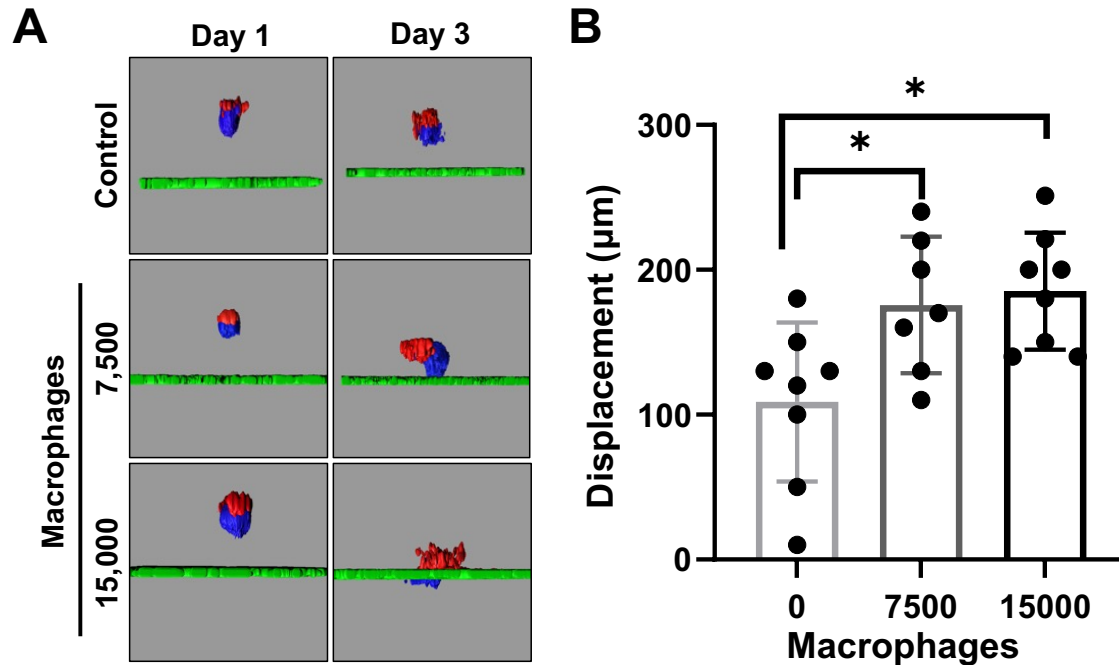 A
Day 1
Day 3
Control
Macrophages
7,500
15,000
B
*
*
Displacement (µm)
300
200
100
0
0
7500
15000
Macrophages